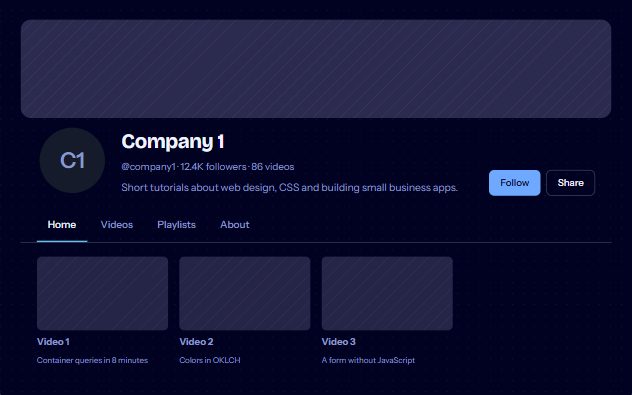 C1
Company 1
@company1 · 12.4K followers · 86 videos
Short tutorials about web design, CSS and building small business apps.
Follow
Share
Home Videos Playlists About
Video 1 Video 2 Video 3
Container queries in 8 minutes Colors in OKLCH A form without JavaScript